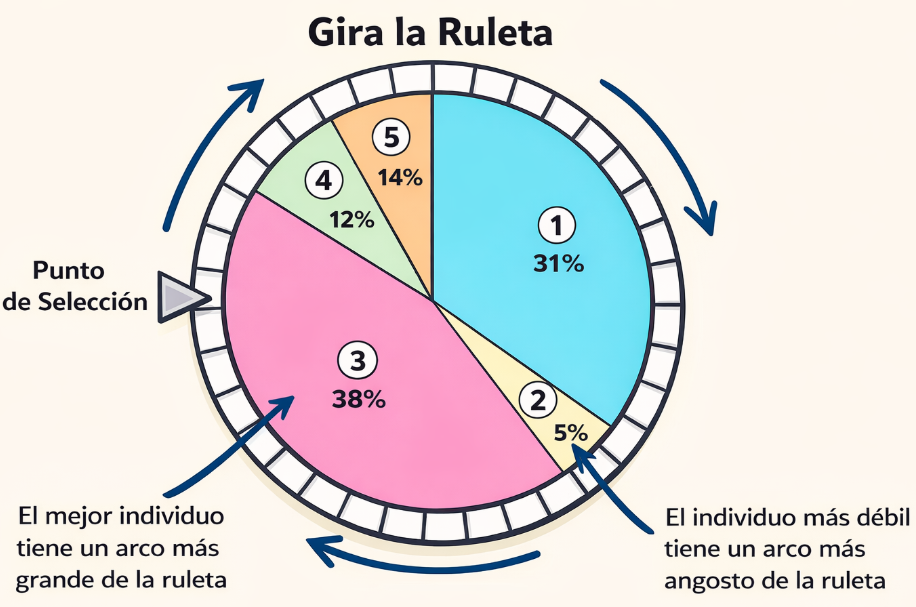 Gira la Ruleta
5
14%
4
12%
1
31%
Punto
de Selección
3
38%
2
5%
El mejor individuo
tiene un arco más
grande de la ruleta
El individuo más débil
tiene un arco más
angosto de la ruleta